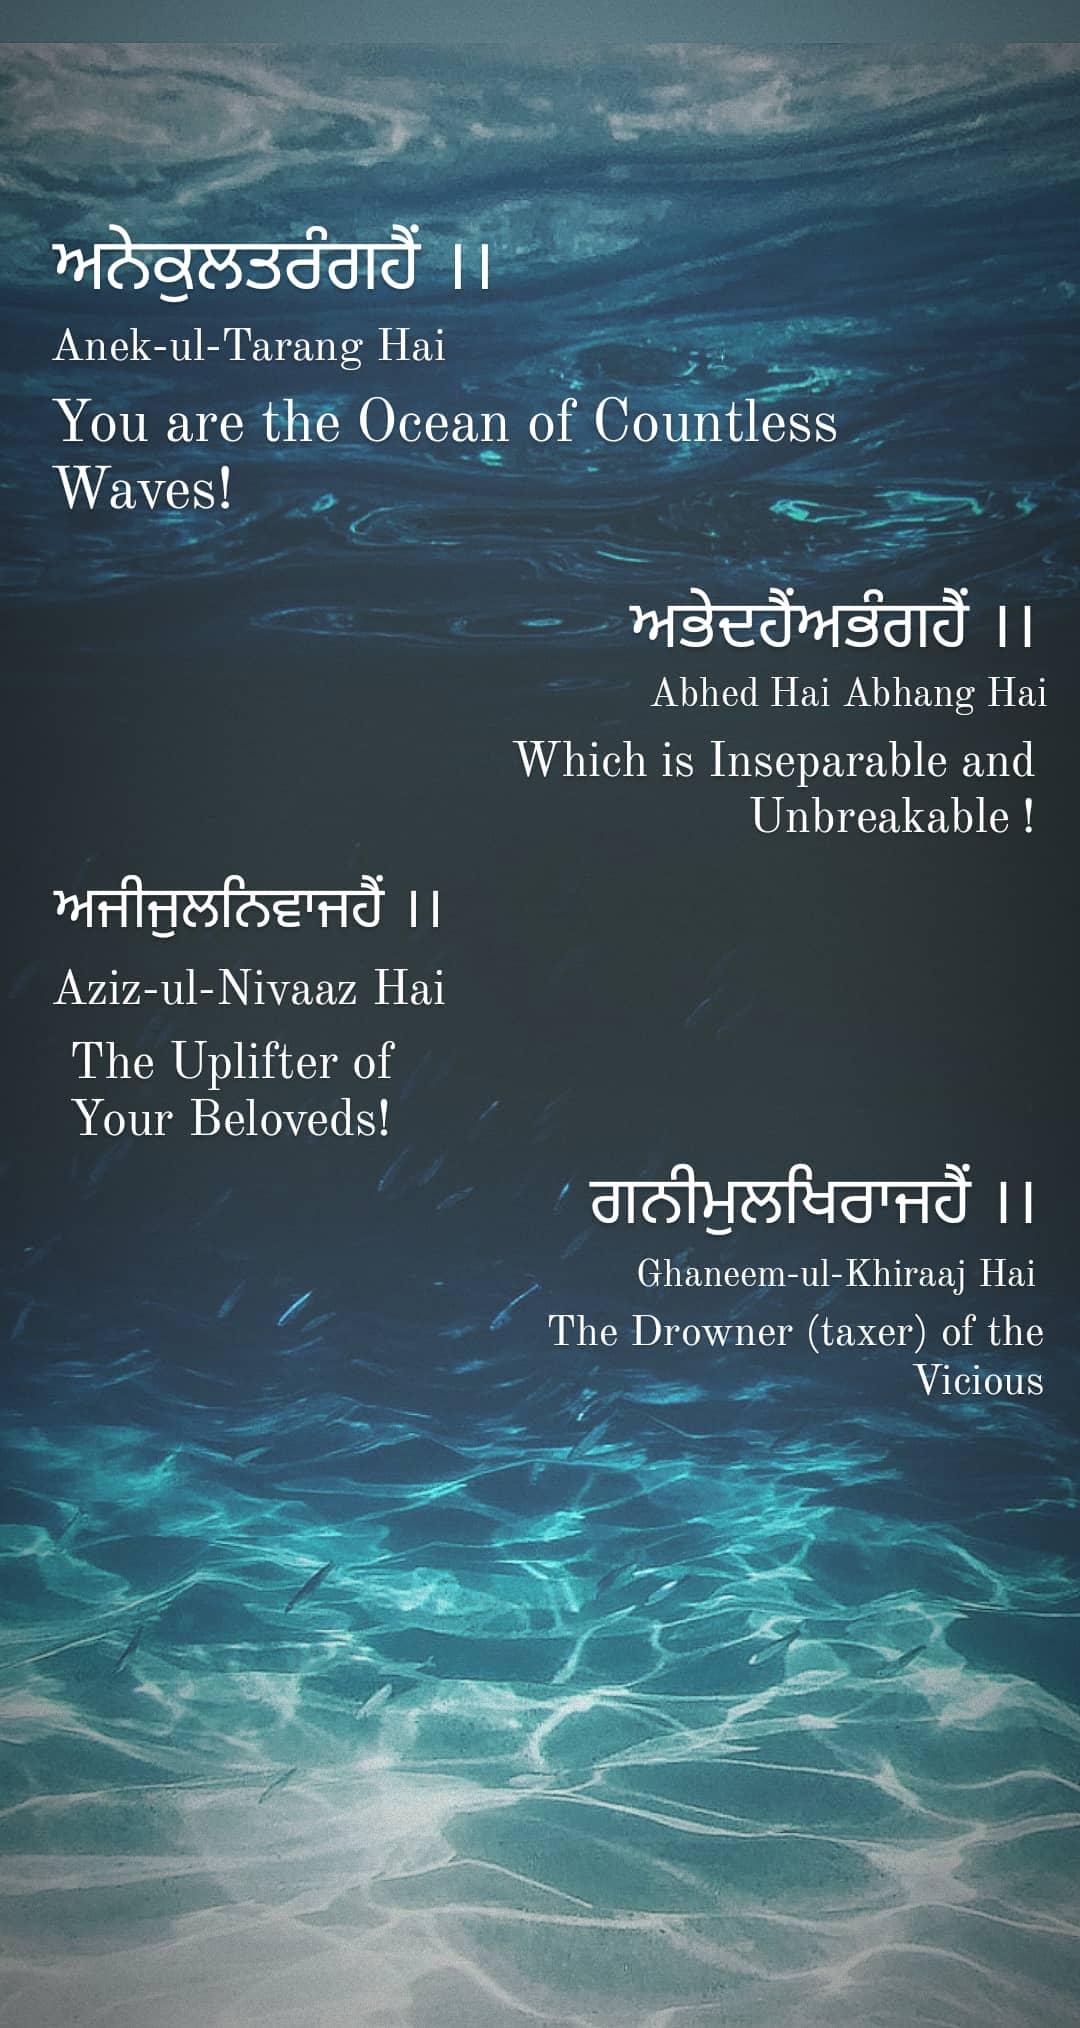 ਅਨੇਕੁਲਤਰੰਗਹੈਂ ।।
Anek-ul-Tarang Hai
You are the Ocean of Countless
Waves!
ਅਭੇਦਹੈਂਅਭੰਗਹੈਂ ।।
Abhed Hai Abhang Hai
Which is Inseparable and
Unbreakable !
ਅਜੀਜੁਲਨਿਵਾਜਹੈਂ ।।
Aziz-ul-Nivaaz Hai
The Uplifter of
Your Beloveds!
ਗਨੀਮੁਲਖਿਰਾਜਹੈਂ ।।
Ghaneem-ul-Khiraaj Hai
The Drowner (taxer) of the
Vicious